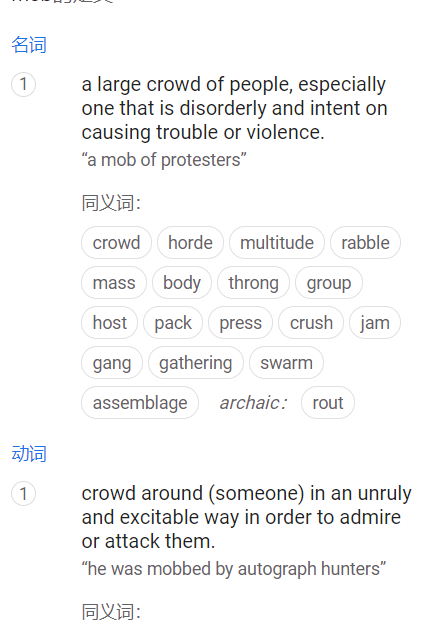 名词
1
a large crowd of people, especially
one that is disorderly and intent on
causing trouble or violence.
“a mob of protesters”
同义词：
crowd horde multitude rabble
mass body throng group
host pack press crush jam
gang gathering swarm
assemblage archaic： rout
动词
1
crowd around (someone) in an unruly
and excitable way in order to admire
or attack them.
“he was mobbed by autograph hunters”
同义词：